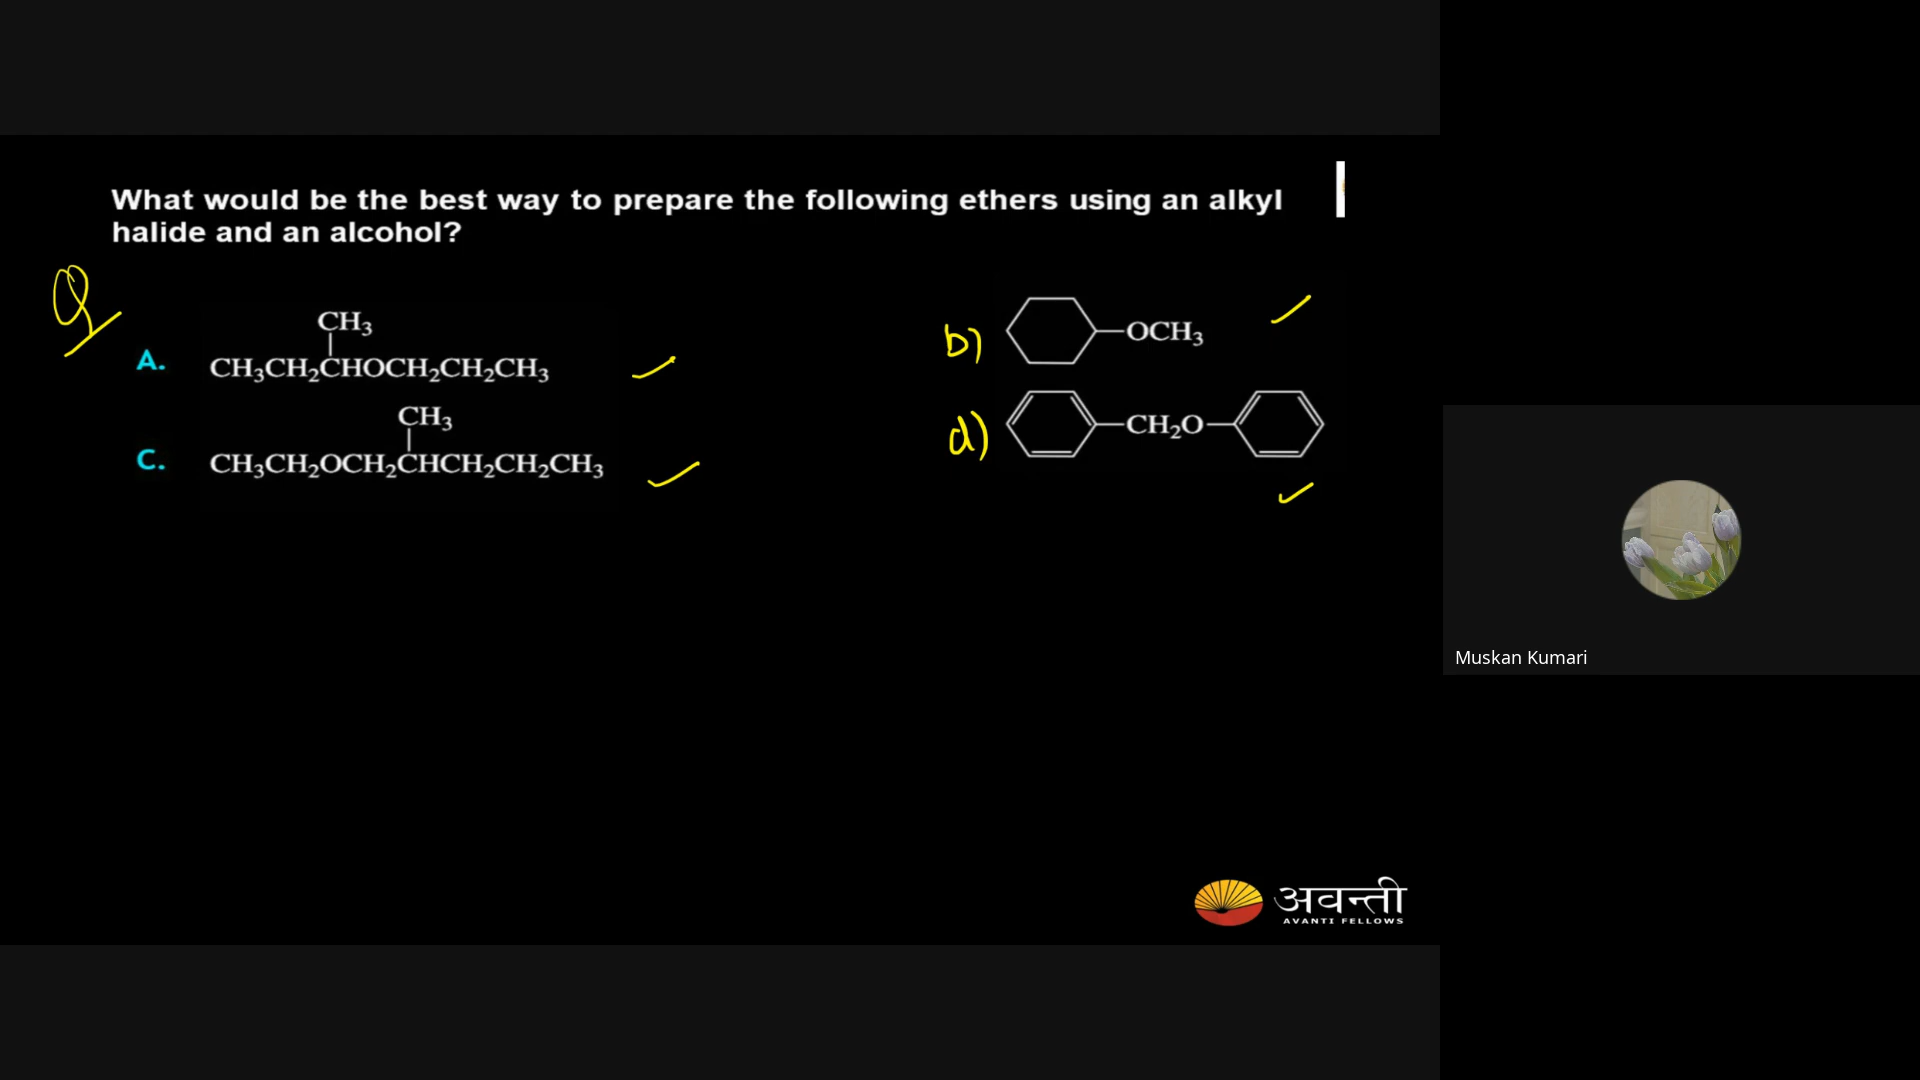 What would be the best way to prepare the following ethers using an alkyl
halide and an alcohol?
Q
A.
CH₃
CH₃CH₂CHOCH₂CH₂CH₃
b)
OCH₃
C.
CH₃
CH₃CH₂OCH₂CHCH₂CH₂CH₃
d)
CH₂O
Muskan Kumari
अवन्ती
AVANTI FELLOWS